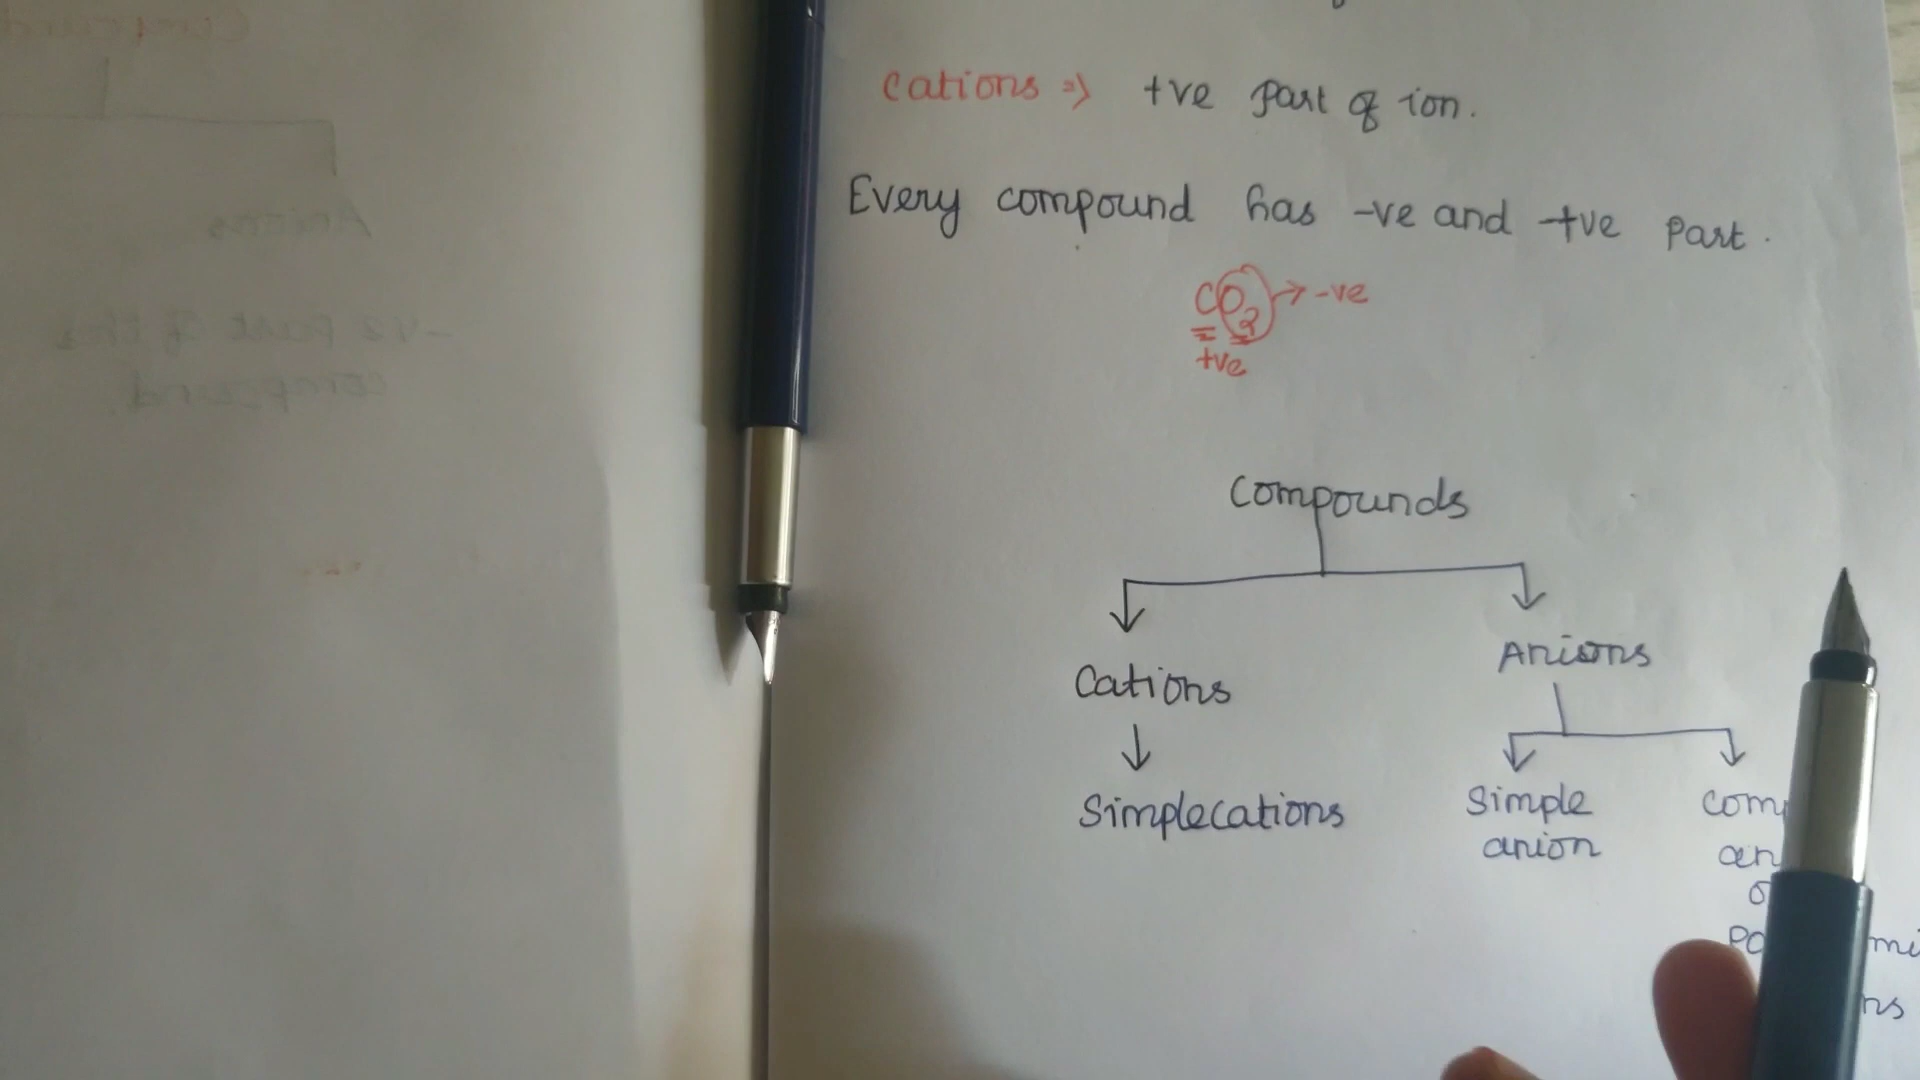 Cations ⇒ +ve part of ion.
Every compound has -ve and +ve part.
CO2 → -ve
+ve
Compounds
Cations
Anions
Simplecations
Simple
anion